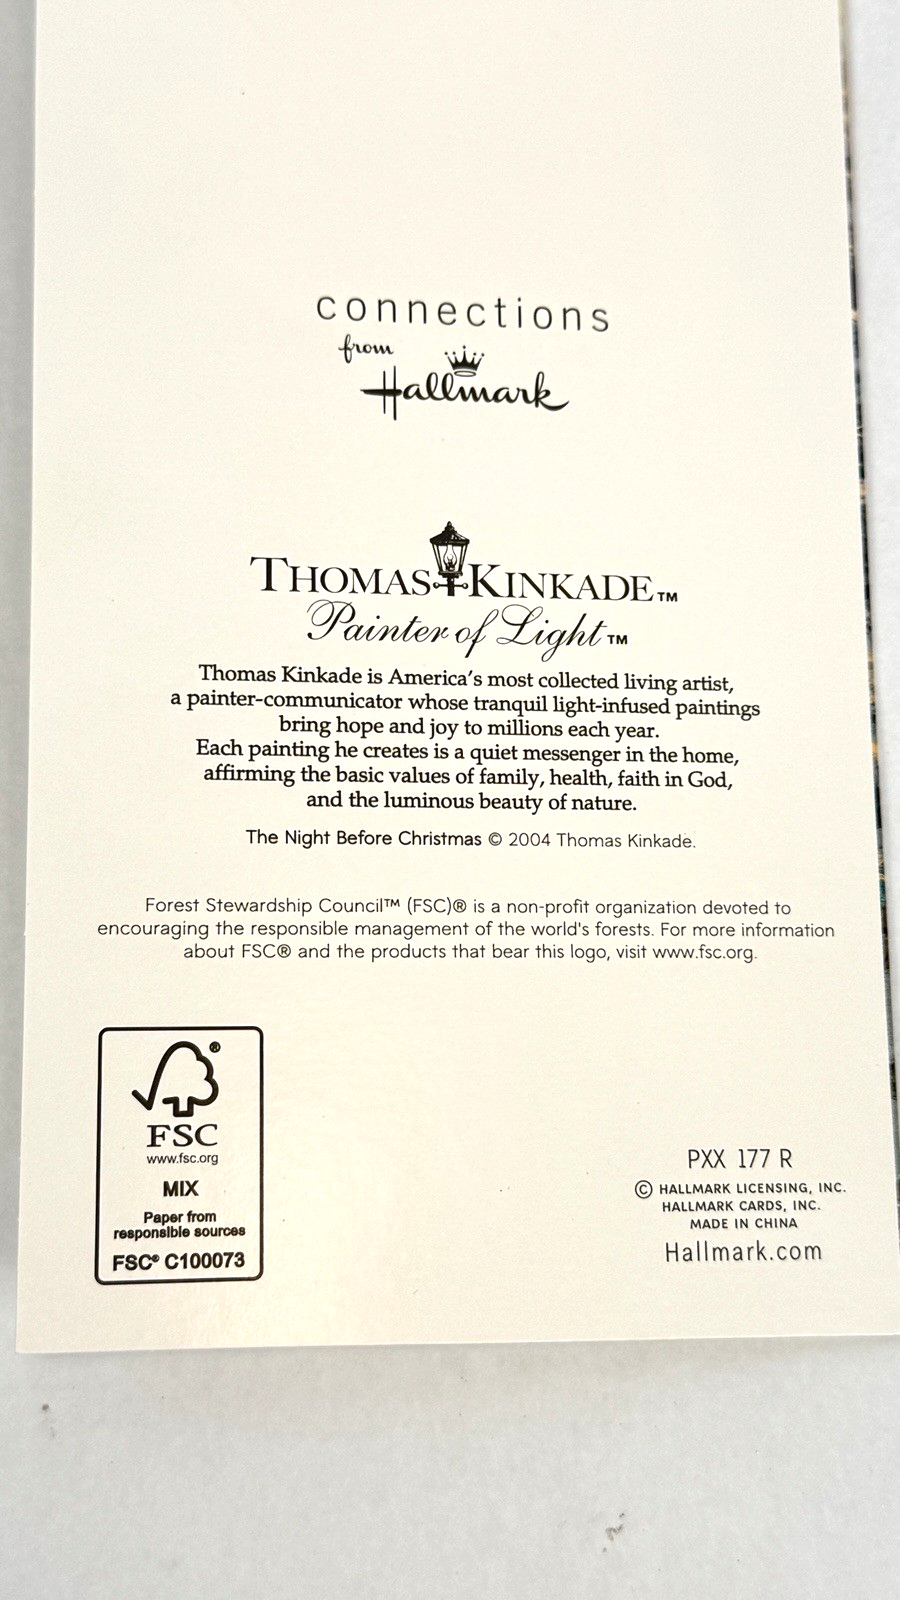 connections
from
Hallmark
THOMAS KINKADE™
Painter of Light™
Thomas Kinkade is America's most collected living artist,
a painter-communicator whose tranquil light-infused paintings
bring hope and joy to millions each year.
Each painting he creates is a quiet messenger in the home,
affirming the basic values of family, health, faith in God,
and the luminous beauty of nature.
The Night Before Christmas © 2004 Thomas Kinkade.
Forest Stewardship Council™ (FSC)® is a non-profit organization devoted to
encouraging the responsible management of the world's forests. For more information
about FSC® and the products that bear this logo, visit www.fsc.org.
®
FSC
www.fsc.org
MIX
Paper from
responsible sources
FSC® C100073
PXX 177 R
© HALLMARK LICENSING, INC.
HALLMARK CARDS, INC.
MADE IN CHINA
Hallmark.com